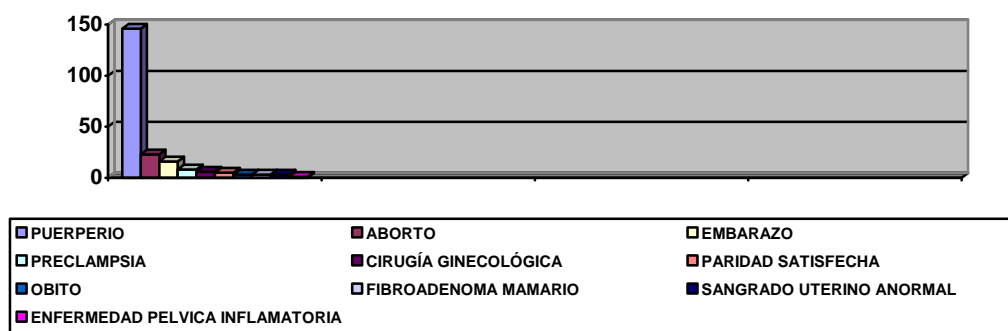 150
100
50
0
PUERPERIO
ABORTO
EMBARAZO
PRECLAMPSIA
CIRUGÍA GINECOLÓGICA
PARIDAD SATISFECHA
OBITO
FIBROADENOMA MAMARIO
SANGRADO UTERINO ANORMAL
ENFERMEDAD PELVICA INFLAMATORIA